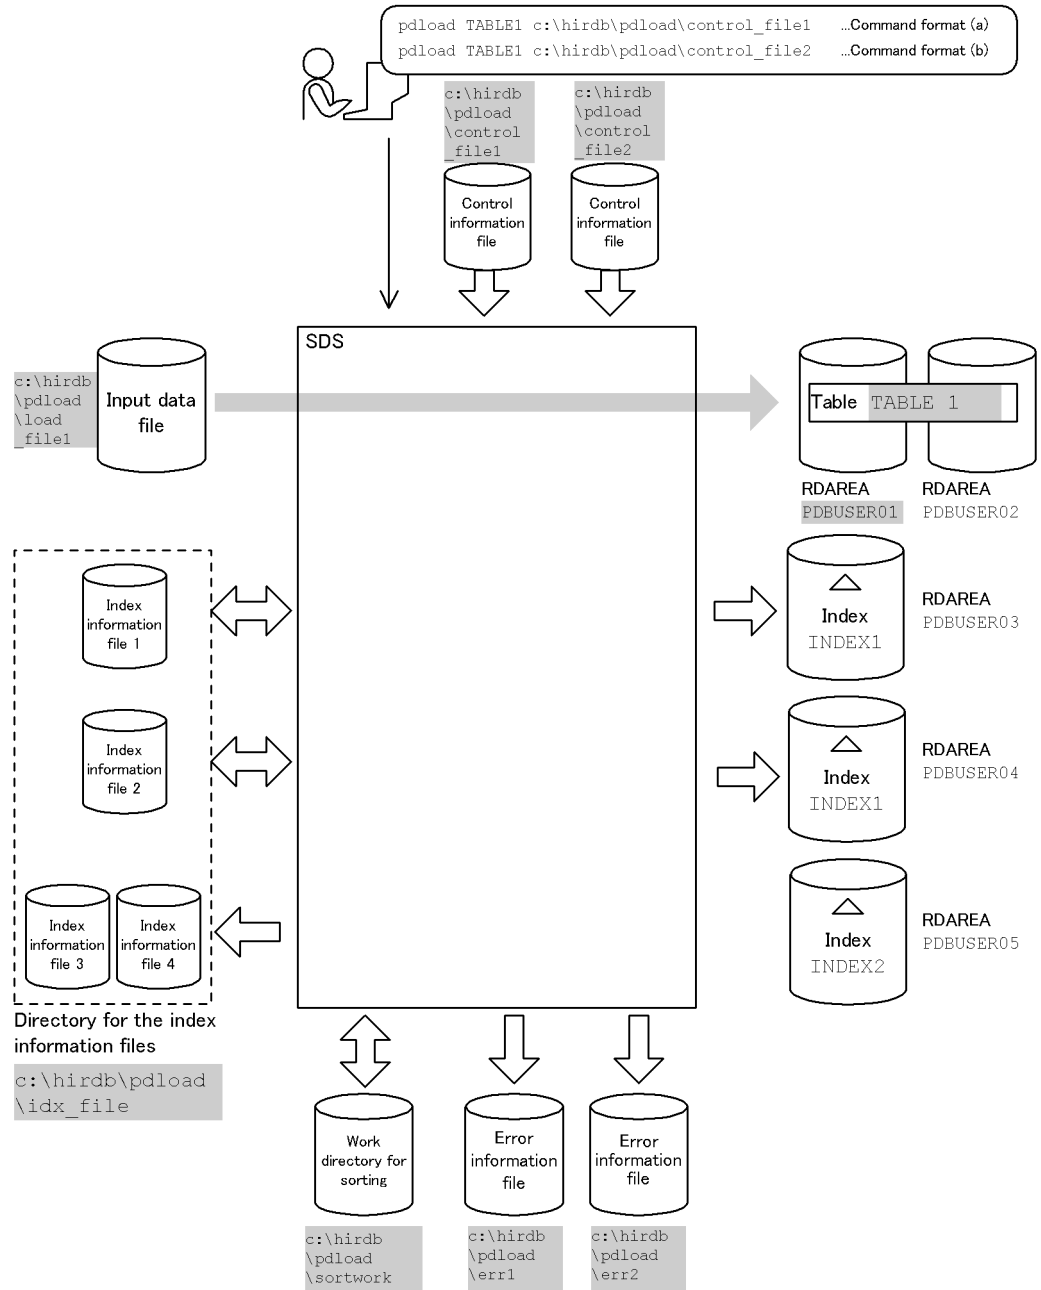 pdload TABLE1 c:\hirdb\pdload\control_file1 ...Command format (a)
pdload TABLE1 c:\hirdb\pdload\control_file2 ...Command format (b)
c:\hirdb
\pdload
\control
_file1
c:\hirdb
\pdload
\control
_file2
Control
information
file
Control
information
file
SDS
c:\hirdb
\pdload
\load
_file1
Input data
file
Table TABLE 1
RDAREA
PDBUSER01
RDAREA
PDBUSER02
Index
information
file 1
Index
INDEX1
RDAREA
PDBUSER03
Index
information
file 2
Index
INDEX1
RDAREA
PDBUSER04
Index
information
file 3
Index
information
file 4
Index
INDEX2
RDAREA
PDBUSER05
Directory for the index
information files
c:\hirdb\pdload
\idx_file
Work
directory for
sorting
Error
information
file
Error
information
file
c:\hirdb
\pdload
\sortwork
c:\hirdb
\pdload
\err1
c:\hirdb
\pdload
\err2